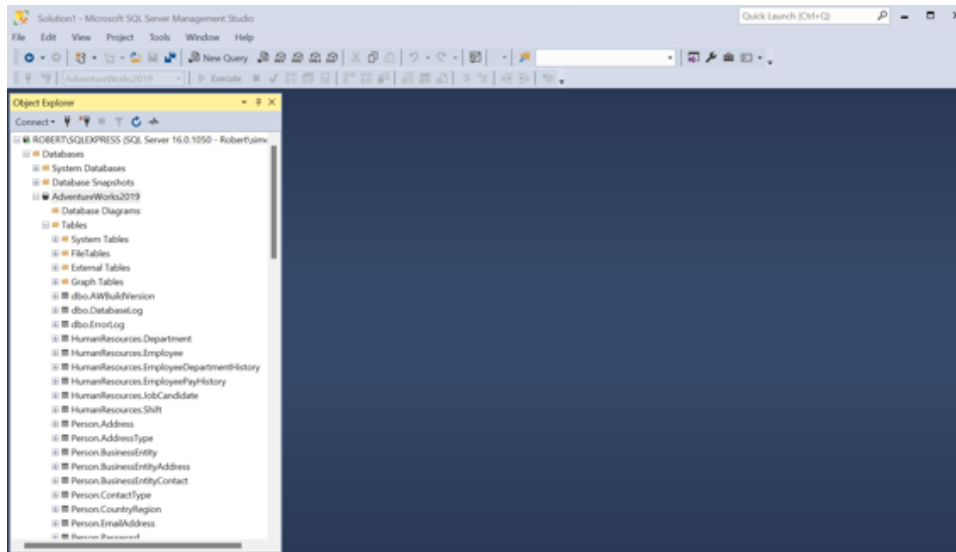 Solution1 - Microsoft SQL Server Management Studio
Quick Launch (Ctrl+Q)
File Edit View Project Tools Window Help
New Query
AdventureWorks2019 Execute
Object Explorer
Connect
ROBERT\SQLEXPRESS (SQL Server 16.0.1050 - Robert\simo
Databases
System Databases
Database Snapshots
AdventureWorks2019
Database Diagrams
Tables
System Tables
FileTables
External Tables
Graph Tables
dbo.AWBuildVersion
dbo.DatabaseLog
dbo.ErrorLog
HumanResources.Department
HumanResources.Employee
HumanResources.EmployeeDepartmentHistory
HumanResources.EmployeePayHistory
HumanResources.JobCandidate
HumanResources.Shift
Person.Address
Person.AddressType
Person.BusinessEntity
Person.BusinessEntityAddress
Person.BusinessEntityContact
Person.ContactType
Person.CountryRegion
Person.EmailAddress
Person.Password